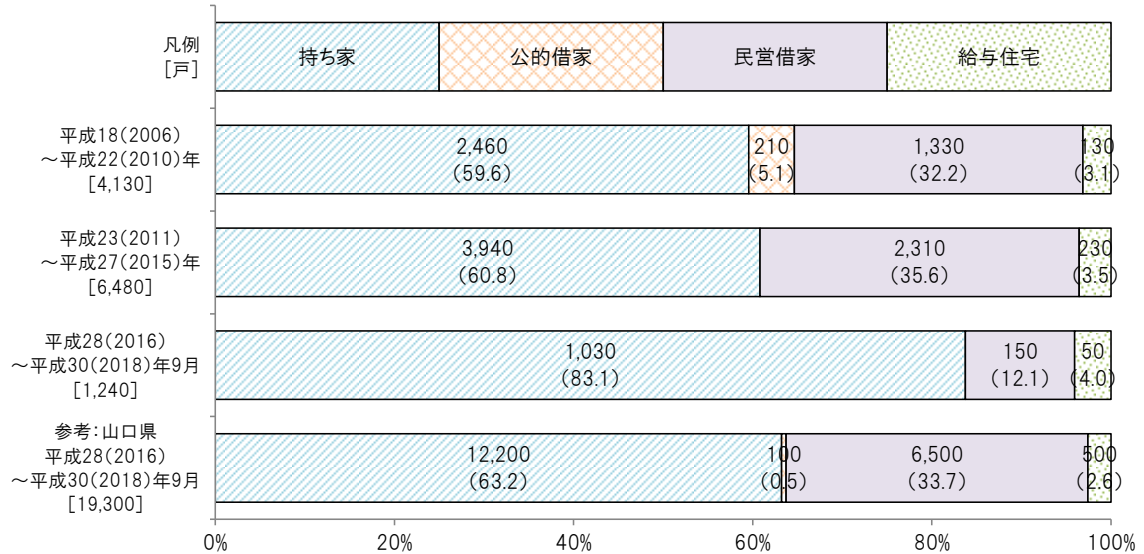 凡例
[戸]
持ち家
公的借家
民営借家
給与住宅
平成18(2006)
～平成22(2010)年
[4,130]
2,460
(59.6)
210
(5.1)
1,330
(32.2)
130
(3.1)
平成23(2011)
～平成27(2015)年
[6,480]
3,940
(60.8)
2,310
(35.6)
230
(3.5)
平成28(2016)
～平成30(2018)年9月
[1,240]
1,030
(83.1)
150
(12.1)
50
(4.0)
参考：山口県
平成28(2016)
～平成30(2018)年9月
[19,300]
12,200
(63.2)
100
(0.5)
6,500
(33.7)
500
(2.6)
0%
20%
40%
60%
80%
100%